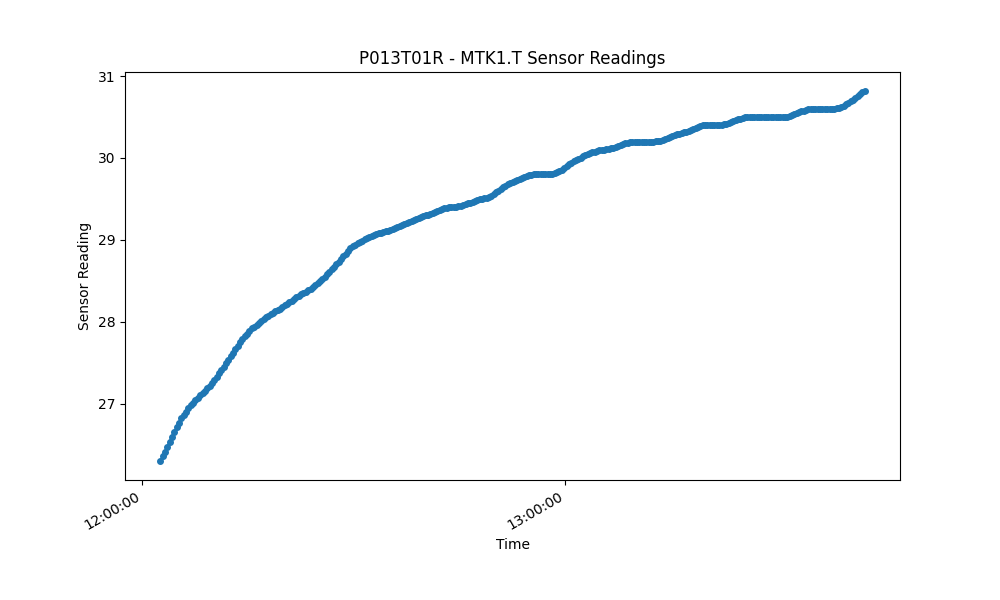 P013T01R - MTK1.T Sensor Readings
31
30
29
28
27
Sensor Reading
12:00:00
13:00:00
Time